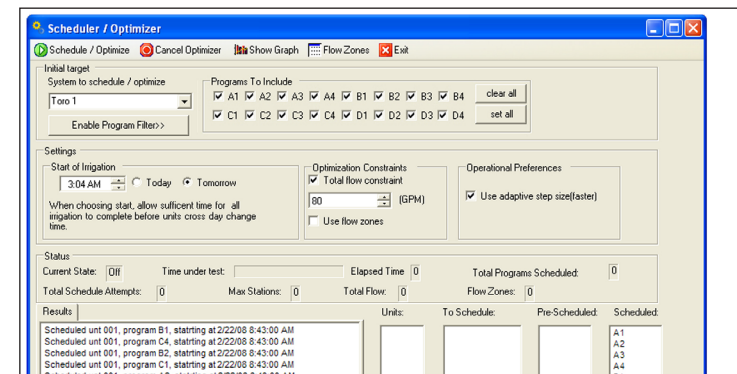 Scheduler / Optimizer
Schedule / Optimize Cancel Optimizer Show Graph Flow Zones Exit
Initial target
System to schedule / optimize
Toro 1
Enable Program Filter>>
Programs To Include
A1 A2 A3 A4 B1 B2 B3 B4 clear all
C1 C2 C3 C4 D1 D2 D3 D4 set all
Settings
Start of Irrigation
3:04 AM Today Tomorrow
When choosing start, allow sufficent time for all
irrigation to complete before units cross day change
time.
Optimization Constraints
Total flow constraint
80 (GPM)
Use flow zones
Operational Preferences
Use adaptive step size(faster)
Status
Current State: Off Time under test: Elapsed Time 0 Total Programs Scheduled: 0
Total Schedule Attempts: 0 Max Stations: 0 Total Flow: 0 Flow Zones: 0
Results Units: To Schedule: Pre-Scheduled: Scheduled:
Scheduled unt 001, program B1, statrting at 2/22/08 8:43:00 AM
Scheduled unt 001, program C4, statrting at 2/22/08 8:43:00 AM
Scheduled unt 001, program B2, statrting at 2/22/08 8:43:00 AM
Scheduled unt 001, program C1, statrting at 2/22/08 8:43:00 AM
A1
A2
A3
A4